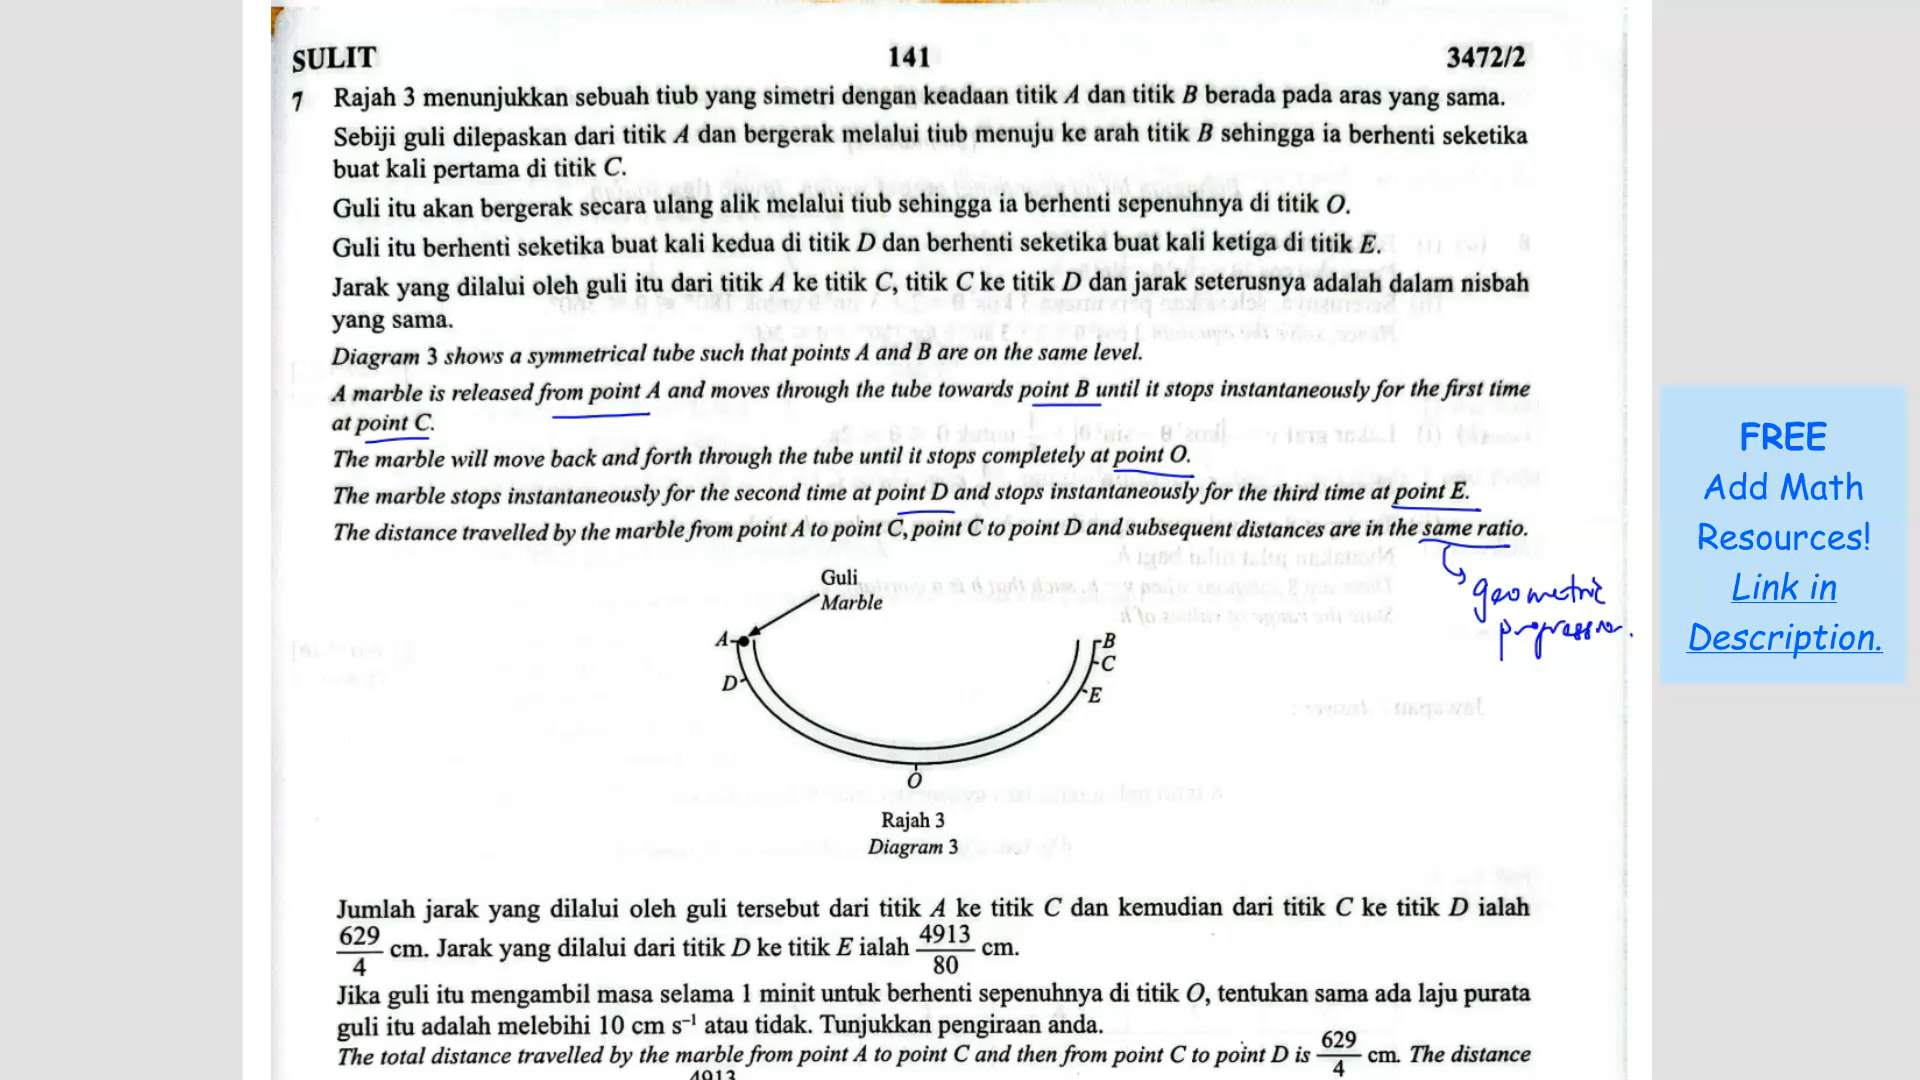 SULIT 141 3472/2
7 Rajah 3 menunjukkan sebuah tiub yang simetri dengan keadaan titik A dan titik B berada pada aras yang sama.
Sebiji guli dilepaskan dari titik A dan bergerak melalui tiub menuju ke arah titik B sehingga ia berhenti seketika
buat kali pertama di titik C.
Guli itu akan bergerak secara ulang alik melalui tiub sehingga ia berhenti sepenuhnya di titik O.
Guli itu berhenti seketika buat kali kedua di titik D dan berhenti seketika buat kali ketiga di titik E.
Jarak yang dilalui oleh guli itu dari titik A ke titik C, titik C ke titik D dan jarak seterusnya adalah dalam nisbah
yang sama.
Diagram 3 shows a symmetrical tube such that points A and B are on the same level.
A marble is released from point A and moves through the tube towards point B until it stops instantaneously for the first time
at point C.
The marble will move back and forth through the tube until it stops completely at point O.
The marble stops instantaneously for the second time at point D and stops instantaneously for the third time at point E.
The distance travelled by the marble from point A to point C, point C to point D and subsequent distances are in the same ratio.
geometric
progression.
Guli
Marble
A
B
C
D
E
O
Rajah 3
Diagram 3
Jumlah jarak yang dilalui oleh guli tersebut dari titik A ke titik C dan kemudian dari titik C ke titik D ialah
629/4 cm. Jarak yang dilalui dari titik D ke titik E ialah 4913/80 cm.
Jika guli itu mengambil masa selama 1 minit untuk berhenti sepenuhnya di titik O, tentukan sama ada laju purata
guli itu adalah melebihi 10 cm s⁻¹ atau tidak. Tunjukkan pengiraan anda.
The total distance travelled by the marble from point A to point C and then from point C to point D is 629/4 cm. The distance
4913
FREE
Add Math
Resources!
Link in
Description.